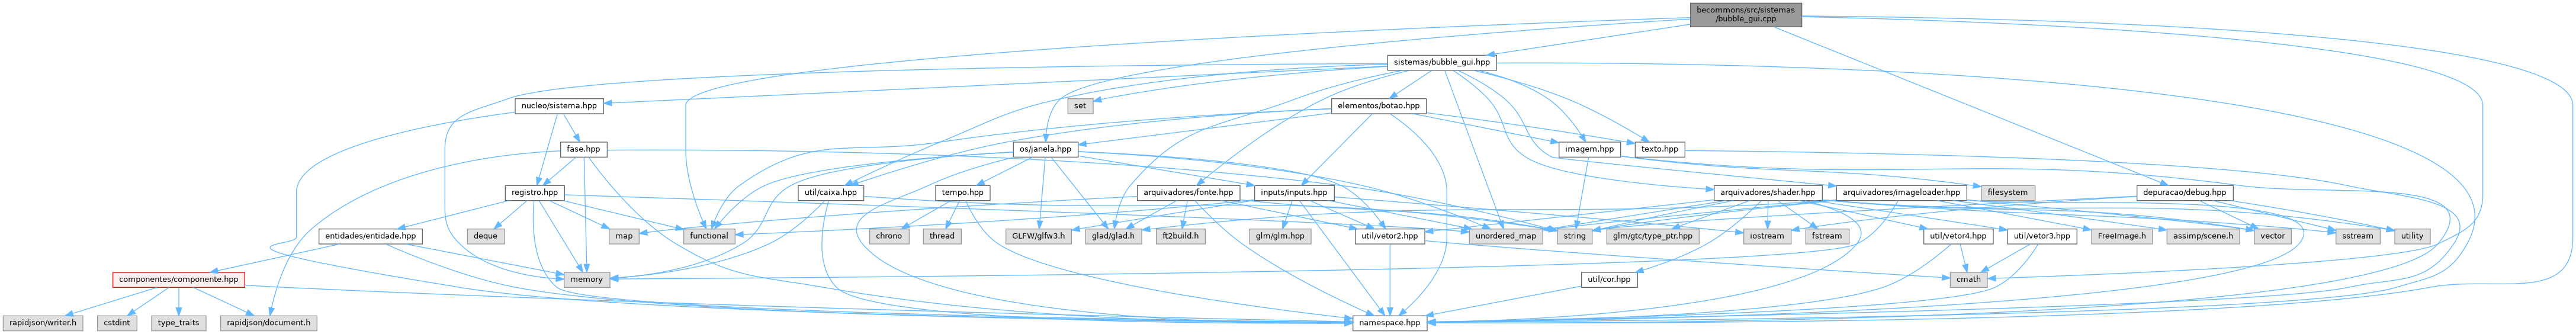 becommons/src/sistemas
/bubble_gui.cpp
sistemas/bubble_gui.hpp
nucleo/sistema.hpp
set
elementos/botao.hpp
fase.hpp
os/janela.hpp
imagem.hpp
texto.hpp
registro.hpp
util/caixa.hpp
tempo.hpp
arquivadores/fonte.hpp
inputs/inputs.hpp
arquivadores/shader.hpp
arquivadores/imageloader.hpp
filesystem
depuracao/debug.hpp
entidades/entidade.hpp
deque
map
functional
chrono
thread
GLFW/glfw3.h
glad/glad.h
ft2build.h
glm/glm.hpp
util/vetor2.hpp
unordered_map
string
glm/gtc/type_ptr.hpp
iostream
fstream
util/vetor4.hpp
util/vetor3.hpp
FreeImage.h
assimp/scene.h
vector
sstream
utility
componentes/componente.hpp
memory
util/cor.hpp
cmath
rapidjson/writer.h
cstdint
type_traits
rapidjson/document.h
namespace.hpp